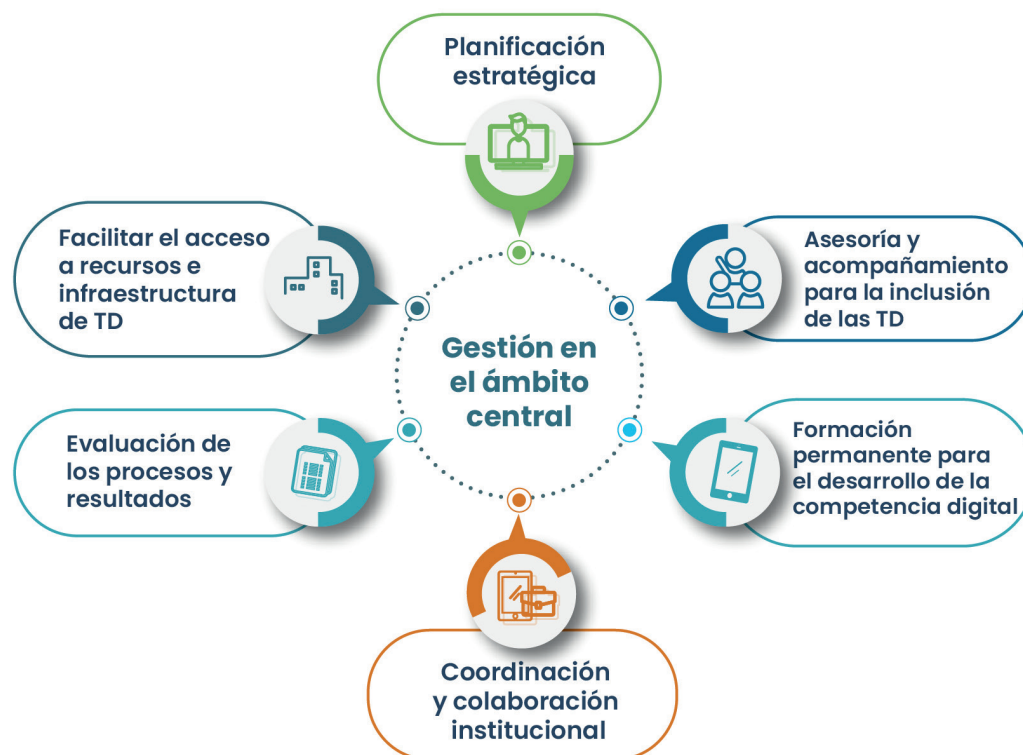 Planificación
estratégica
Facilitar el acceso
a recursos e
infraestructura
de TD
Asesoría y
acompañamiento
para la inclusión
de las TD
Gestión en
el ámbito
central
Evaluación de
los procesos y
resultados
Formación
permanente para
el desarrollo de la
competencia digital
Coordinación
y colaboración
institucional